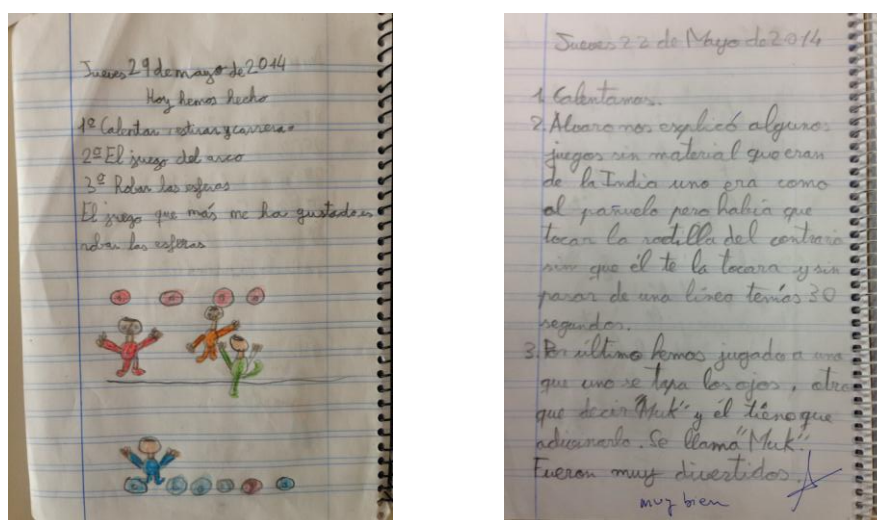 Jueves 29 de mayo de 2014
Hoy hemos hecho
1º Calentar, estirar y carreras
2º El juego del arco
3º Robar las esferas
El juego que más me ha gustado es
robar las esferas
Jueves 22 de Mayo de 2014
1. Calentamos.
2. Alvaro nos explicó algunos
juegos sin material que eran
de la India uno era como
al pañuelo pero había que
tocar la rodilla del contrario
sin que él te la tocara y sin
pasar de una línea tenías 30
segundos.
3. Por último hemos jugado a una
que uno se tapa los ojos, otro
que decir "Muk" y él tiene que
adivinarlo. Se llama "Muk".
Fueron muy divertidos.
muy bien